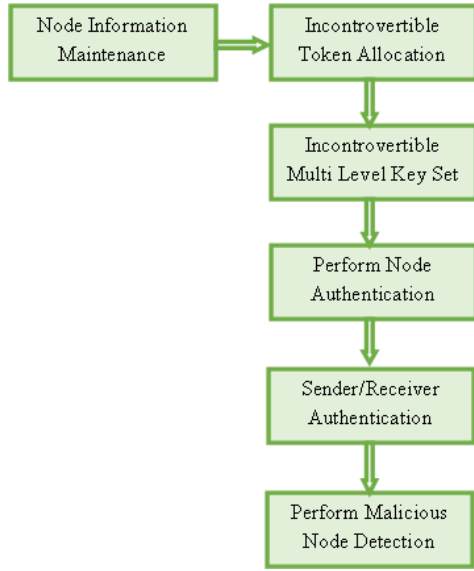 Node Information
Maintenance
Incontrovertible
Token Allocation
Incontrovertible
Multi Level Key Set
Perform Node
Authentication
Sender/Receiver
Authentication
Perform Malicious
Node Detection